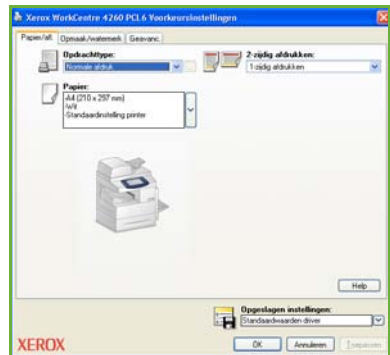 Xerox WorkCentre 4260 PCL6 Voorkeursinstellingen
Papier/afl. Opmaak/watermerk Geavanc.
Opdrachttype:
Normale afdruk
2-zijdig afdrukken:
1-zijdig afdrukken
Papier:
-A4 (210 x 297 mm)
-Wit
-Standaardinstelling printer
Help
Opgeslagen instellingen:
Standaardwaarden driver
XEROX
OK Annuleren Toepassen